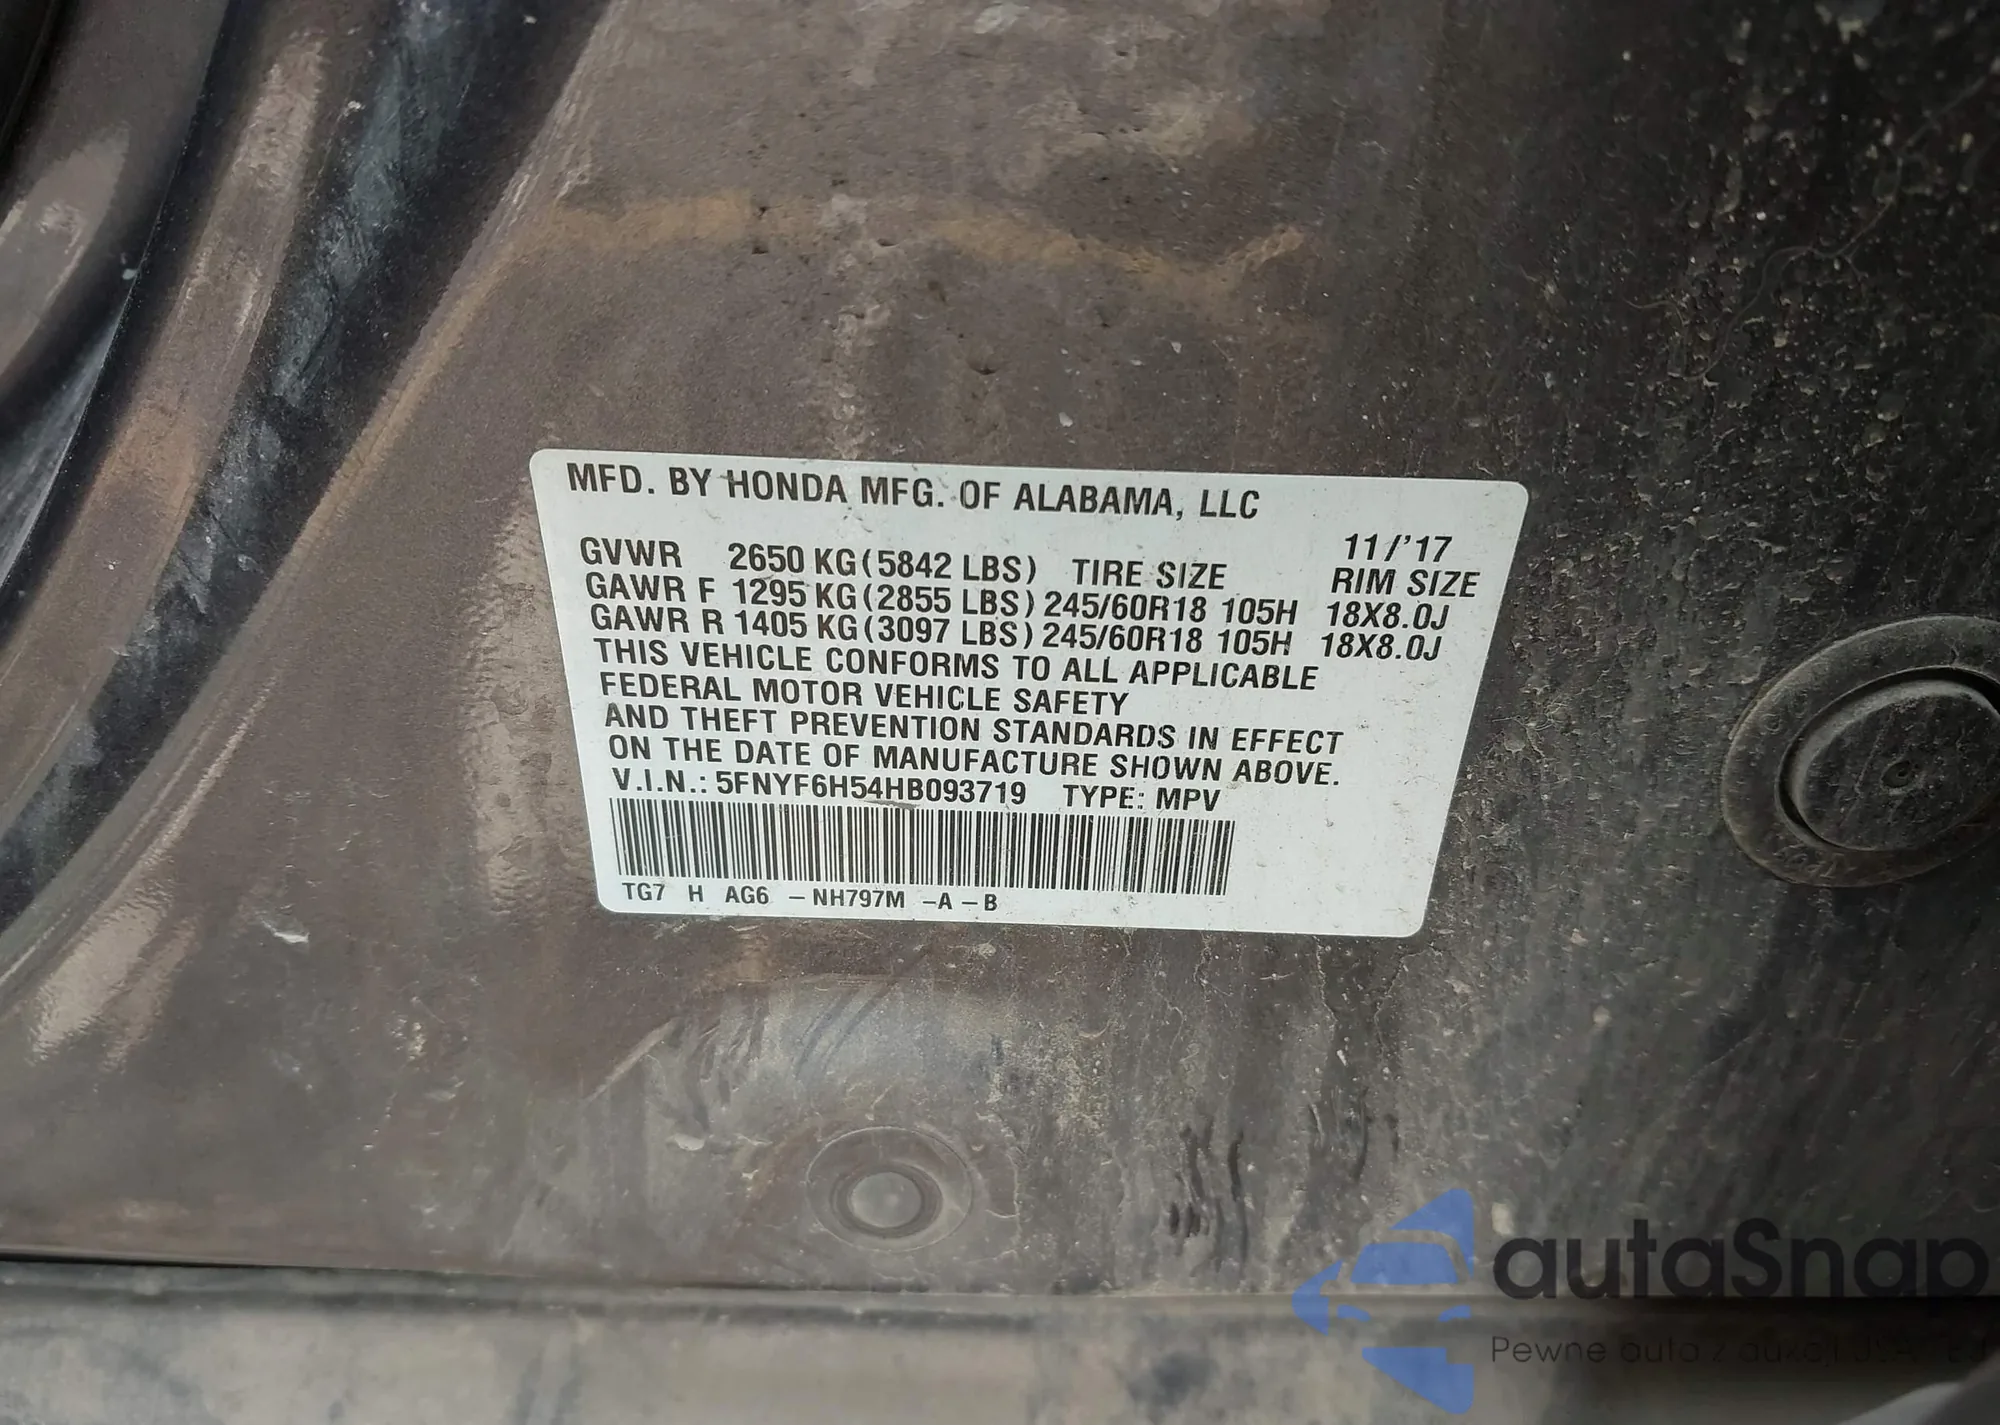 MFD. BY HONDA MFG. OF ALABAMA, LLC
11/'17
GVWR 2650 KG (5842 LBS) TIRE SIZE RIM SIZE
GAWR F 1295 KG (2855 LBS) 245/60R18 105H 18X8.0J
GAWR R 1405 KG (3097 LBS) 245/60R18 105H 18X8.0J
THIS VEHICLE CONFORMS TO ALL APPLICABLE
FEDERAL MOTOR VEHICLE SAFETY
AND THEFT PREVENTION STANDARDS IN EFFECT
ON THE DATE OF MANUFACTURE SHOWN ABOVE.
V.I.N.: 5FNYF6H54HB093719 TYPE: MPV
TG7 H AG6 -NH797M -A -B
autaSnap
Pewne auta z aukcji